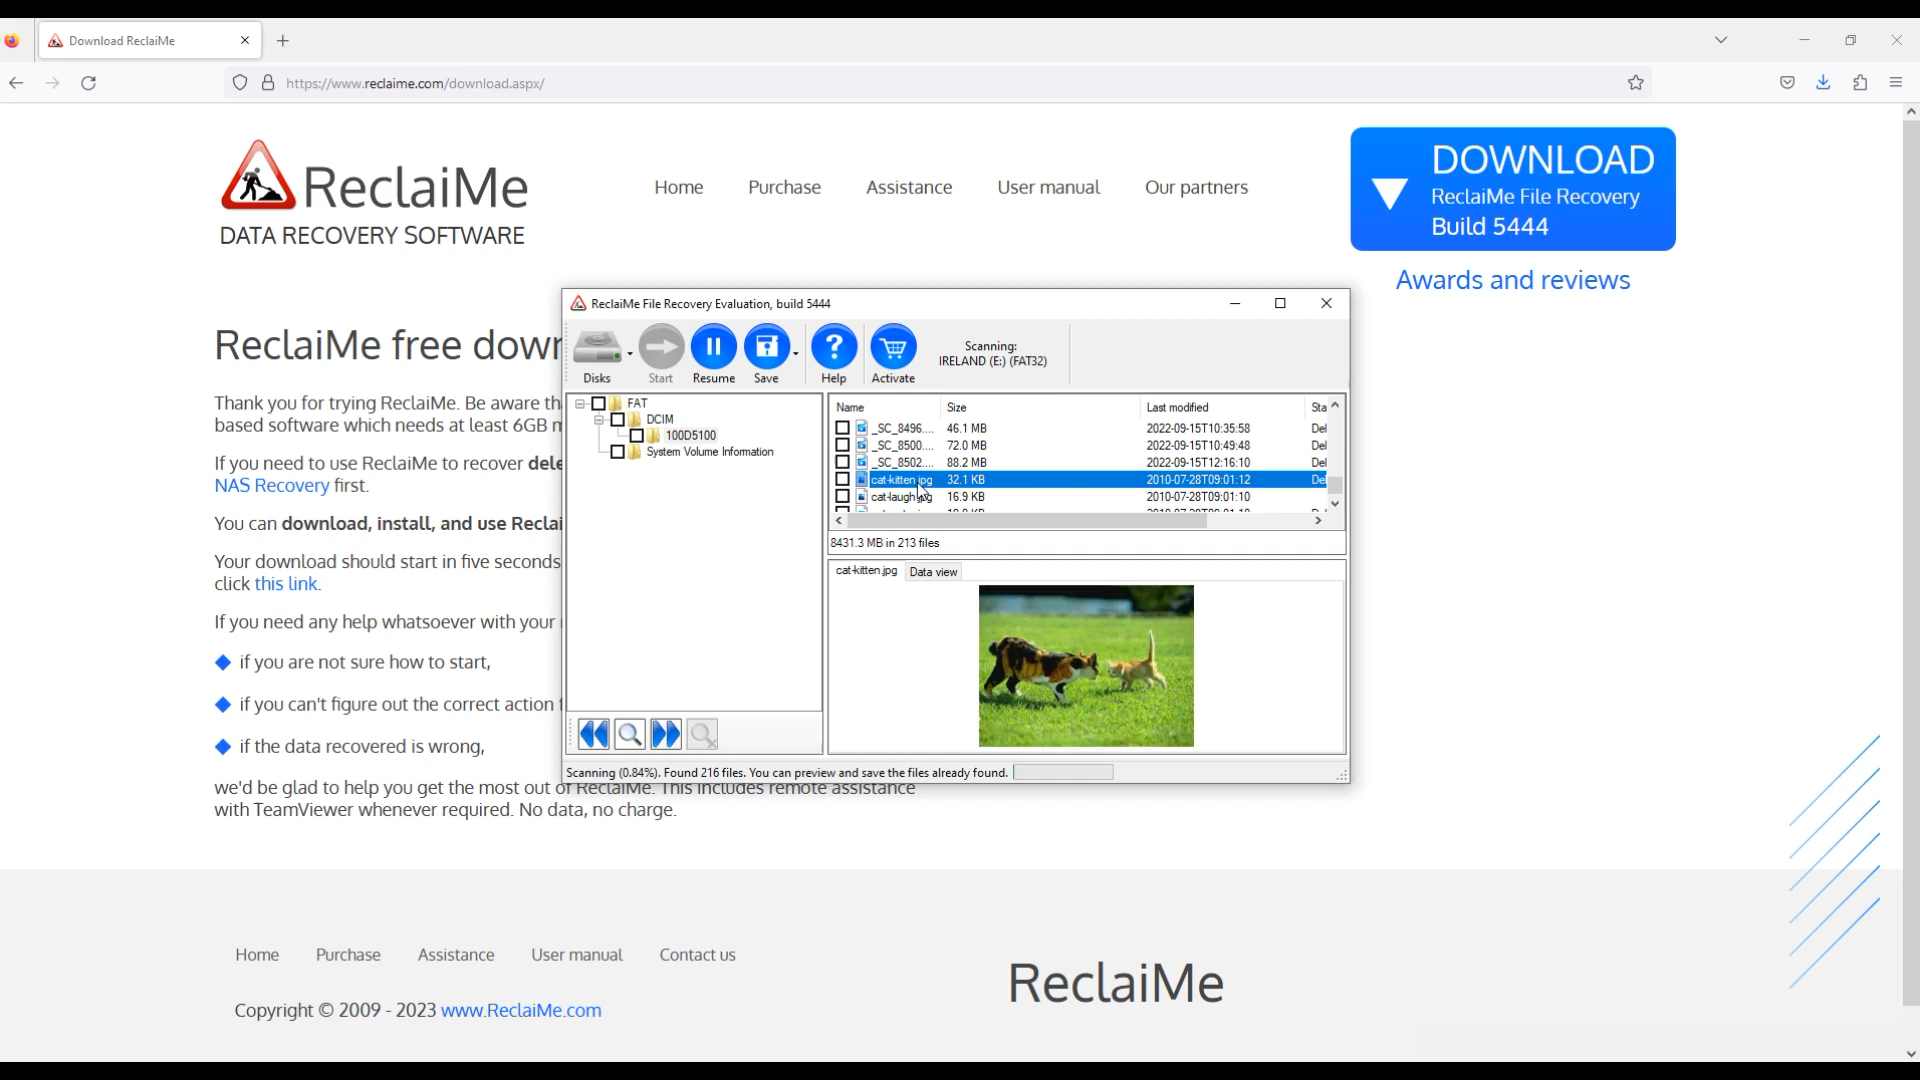 Download ReclaiMe
https://www.reclaime.com/download.aspx/
ReclaiMe
DATA RECOVERY SOFTWARE
Home Purchase Assistance User manual Our partners
DOWNLOAD
ReclaiMe File Recovery
Build 5444
Awards and reviews
ReclaiMe free
Thank you for trying ReclaiMe. Be aware
based software which needs at least 6GB
If you need to use ReclaiMe to recover
NAS Recovery first.
You can download, install, and use
Your download should start in five seconds
click this link.
If you need any help whatsoever with your
if you are not sure how to start,
if you can't figure out the correct action
if the data recovered is wrong,
we'd be glad to help you get the most out of ReclaiMe. This includes remote assistance
with TeamViewer whenever required. No data, no charge.
ReclaiMe File Recovery Evaluation, build 5444
Disks Start Resume Save Help Activate
Scanning:
IRELAND (E:) (FAT32)
FAT
DCIM
100D5100
System Volume Information
Name Size Last modified Sta
_SC_8496.... 46.1 MB 2022-09-15T10:35:58 Del
_SC_8500.... 72.0 MB 2022-09-15T10:49:48 Del
_SC_8502.... 88.2 MB 2022-09-15T12:16:10 Del
cat-kitten.jpg 32.1 KB 2010-07-28T09:01:12 Del
cat-laugh.jpg 16.9 KB 2010-07-28T09:01:10
8431.3 MB in 213 files
cat-kitten.jpg Data view
Scanning (0.84%). Found 216 files. You can preview and save the files already found.
Home Purchase Assistance User manual Contact us
Copyright © 2009 - 2023 www.ReclaiMe.com
ReclaiMe